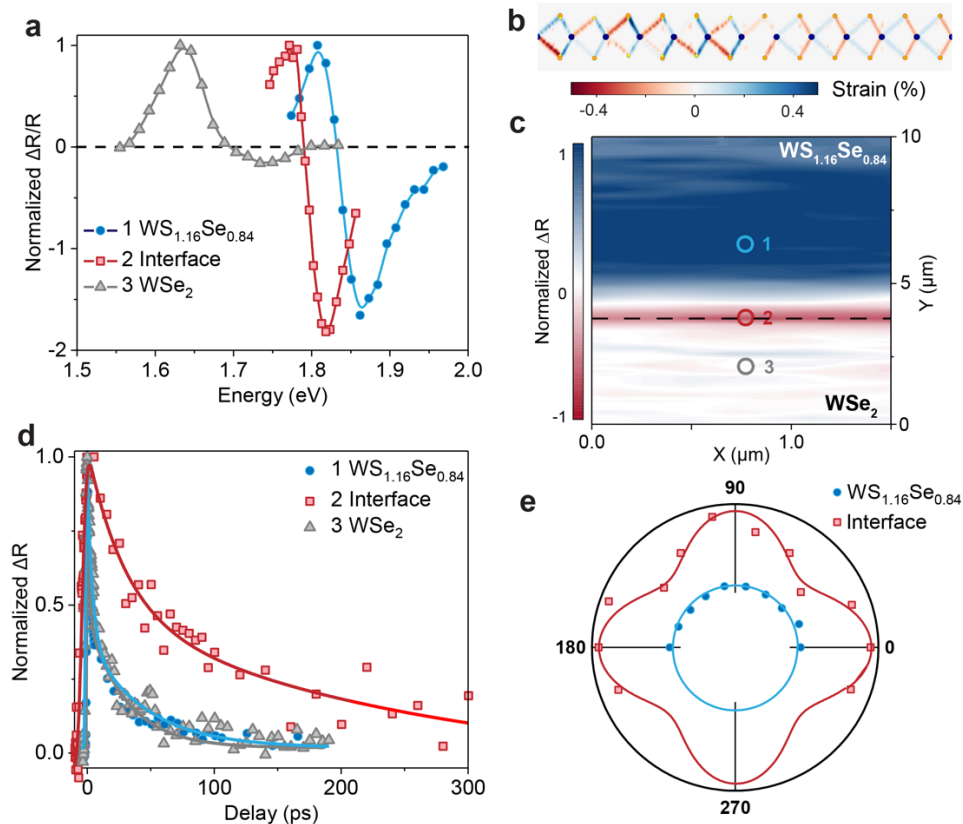 a
Normalized ΔR/R
1
0
-1
-2
1 WS1.16Se0.84
2 Interface
3 WSe2
1.5 1.6 1.7 1.8 1.9 2.0
Energy (eV)
b
-0.4 0 0.4
Strain (%)
c
Normalized ΔR
1
0
-1
WS1.16Se0.84
1
2
3
WSe2
10
5
0
Y (μm)
0.0 1.0
X (μm)
d
Normalized ΔR
1.0
0.5
0.0
1 WS1.16Se0.84
2 Interface
3 WSe2
0 50 100 200 300
Delay (ps)
e
WS1.16Se0.84
Interface
90
180
0
270